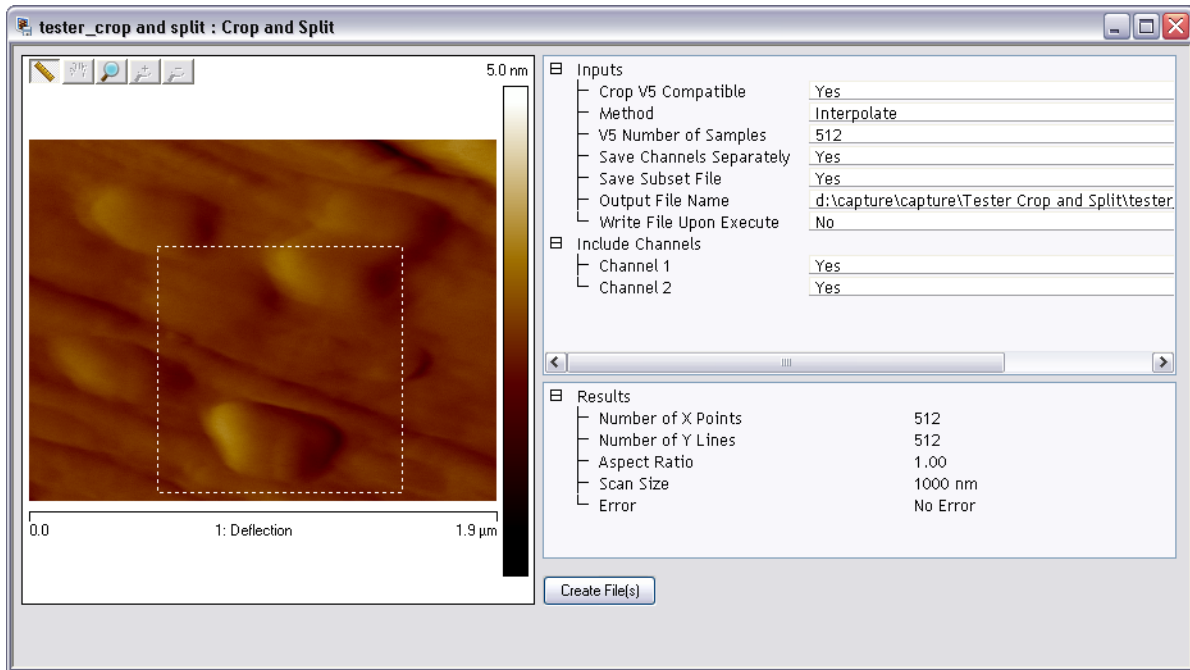 tester_crop and split : Crop and Split
5.0 nm
0.0 1: Deflection 1.9 µm
Inputs
Crop V5 Compatible Yes
Method Interpolate
V5 Number of Samples 512
Save Channels Separately Yes
Save Subset File Yes
Output File Name d:\capture\capture\Tester Crop and Split\tester_
Write File Upon Execute No
Include Channels
Channel 1 Yes
Channel 2 Yes
Results
Number of X Points 512
Number of Y Lines 512
Aspect Ratio 1.00
Scan Size 1000 nm
Error No Error
Create File(s)